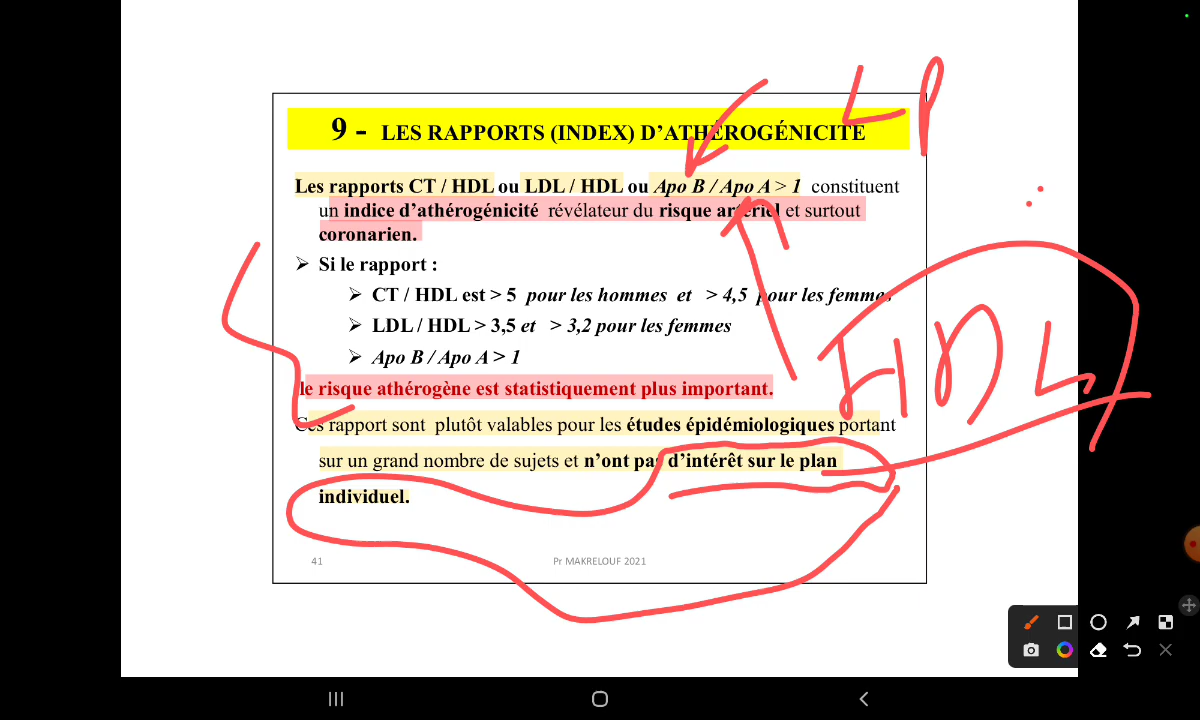 9 - LES RAPPORTS (INDEX) D’ATHÉROGÉNICITÉ
LP
Les rapports CT / HDL ou LDL / HDL ou Apo B / Apo A > 1 constituent
un indice d’athérogénicité révélateur du risque artériel et surtout
coronarien.
➢ Si le rapport :
➢ CT / HDL est > 5 pour les hommes et > 4,5 pour les femmes
➢ LDL / HDL > 3,5 et > 3,2 pour les femmes
➢ Apo B / Apo A > 1
HDL
le risque athérogène est statistiquement plus important.
Ces rapport sont plutôt valables pour les études épidémiologiques portant
sur un grand nombre de sujets et n’ont pas d’intérêt sur le plan
individuel.
41
Pr MAKRELOUF 2021